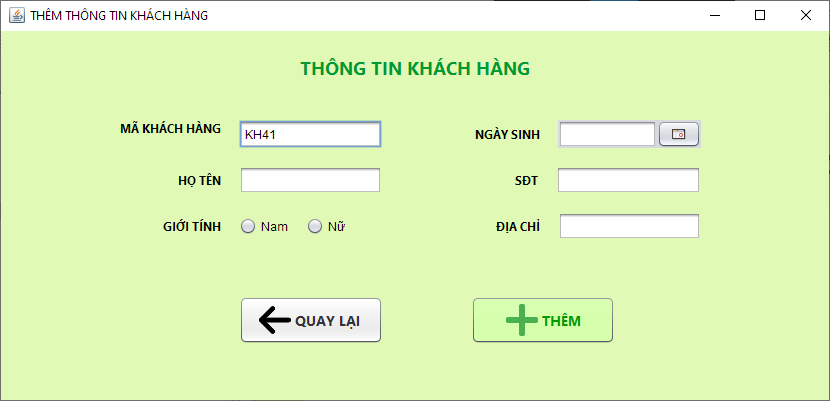 THÊM THÔNG TIN KHÁCH HÀNG
THÔNG TIN KHÁCH HÀNG
MÃ KHÁCH HÀNG KH41 NGÀY SINH
HỌ TÊN SĐT
GIỚI TÍNH Nam Nữ ĐỊA CHỈ
QUAY LẠI THÊM